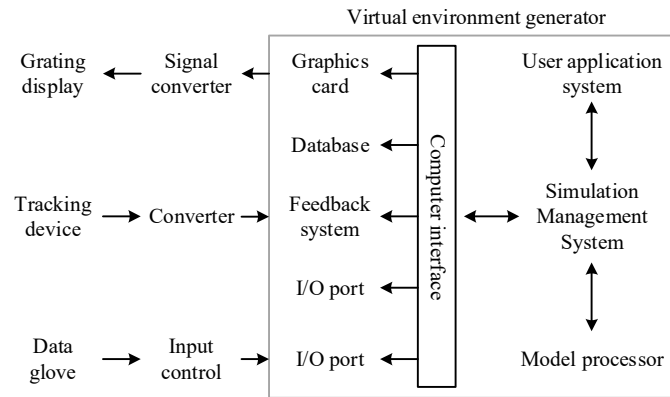 Virtual environment generator
Grating
display
Signal
converter
Graphics
card
User application
system
Database
Computer interface
Tracking
device
Converter
Feedback
system
Simulation
Management
System
I/O port
Data
glove
Input
control
I/O port
Model processor